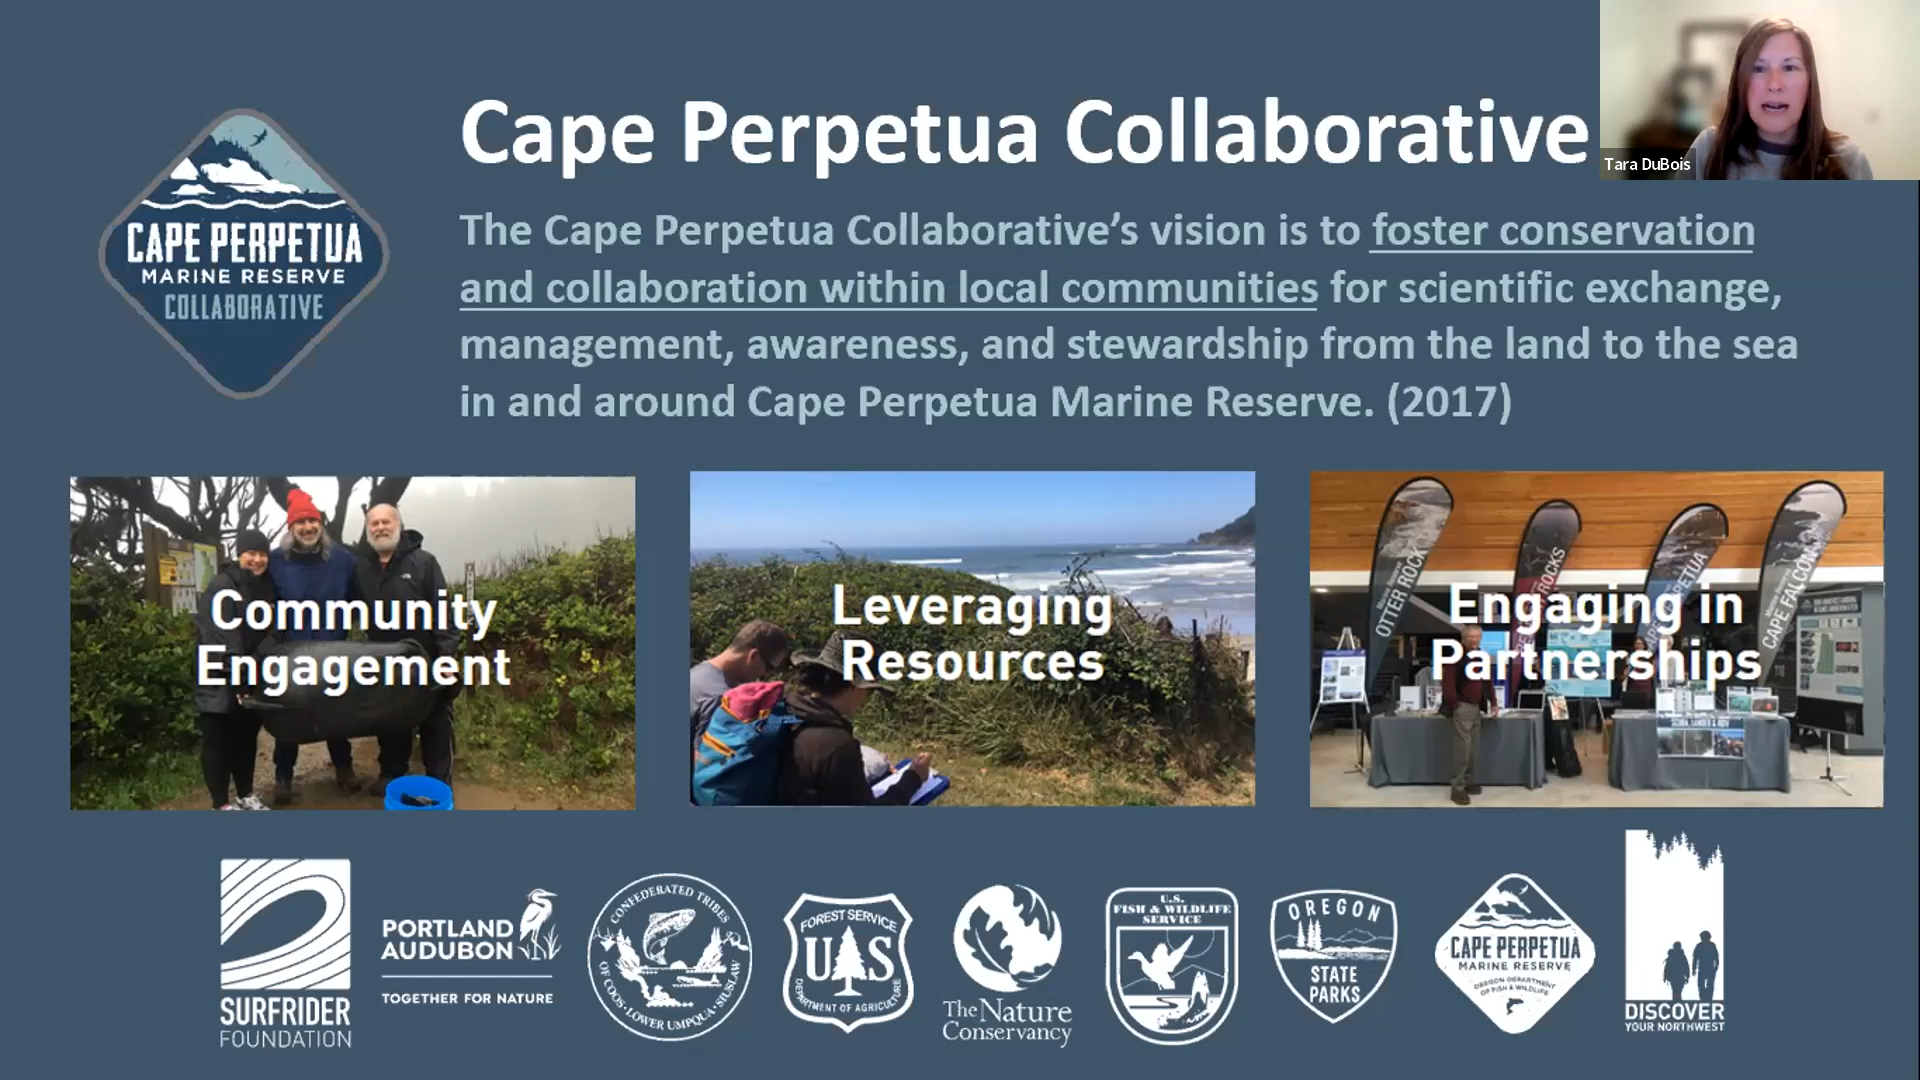 Cape Perpetua Collaborative
Tara DuBois
CAPE PERPETUA
MARINE RESERVE
COLLABORATIVE
The Cape Perpetua Collaborative’s vision is to foster conservation
and collaboration within local communities for scientific exchange,
management, awareness, and stewardship from the land to the sea
in and around Cape Perpetua Marine Reserve. (2017)
Community
Engagement
Leveraging
Resources
Engaging in
Partnerships
OTTER ROCK
ROCKS
PERPETUA
CAPE FALCON
SCUBA, LANDER & ROV
SURFRIDER
FOUNDATION
PORTLAND
AUDUBON
TOGETHER FOR NATURE
CONFEDERATED TRIBES
OF COOS · LOWER UMPQUA · SIUSLAW
FOREST SERVICE
U S
DEPARTMENT OF AGRICULTURE
The Nature
Conservancy
U.S.
FISH & WILDLIFE
SERVICE
OREGON
STATE
PARKS
CAPE PERPETUA
MARINE RESERVE
OREGON DEPARTMENT
OF FISH & WILDLIFE
DISCOVER
YOUR NORTHWEST